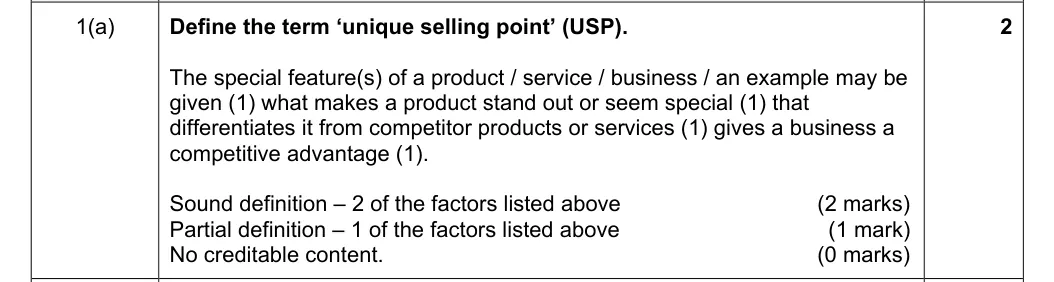 1(a) Define the term ‘unique selling point’ (USP). 2
The special feature(s) of a product / service / business / an example may be
given (1) what makes a product stand out or seem special (1) that
differentiates it from competitor products or services (1) gives a business a
competitive advantage (1).
Sound definition – 2 of the factors listed above (2 marks)
Partial definition – 1 of the factors listed above (1 mark)
No creditable content. (0 marks)